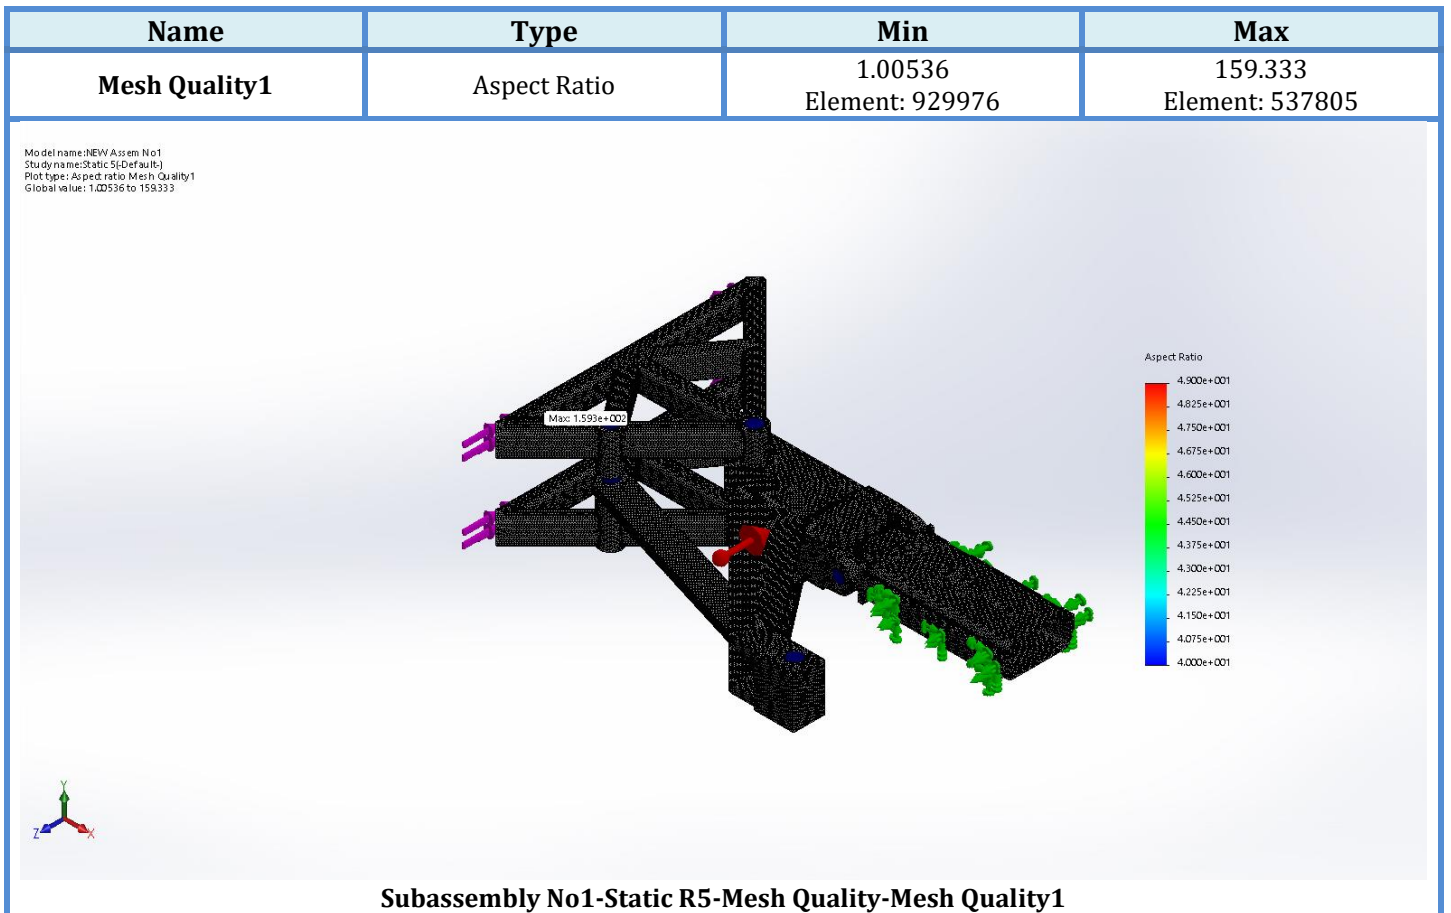 Name Type Min Max
Mesh Quality1 Aspect Ratio 1.00536 159.333
Element: 929976 Element: 537805
Model name:NEW Assem No1
Study name:Static 5(-Default-)
Plot type: Aspect ratio Mesh Quality1
Global value: 1.00536 to 159.333
Aspect Ratio
4.900e+001
4.825e+001
4.750e+001
4.675e+001
4.600e+001
4.525e+001
4.450e+001
4.375e+001
4.300e+001
4.225e+001
4.150e+001
4.075e+001
4.000e+001
Max: 1.593e+002
Y
Z X
Subassembly No1-Static R5-Mesh Quality-Mesh Quality1